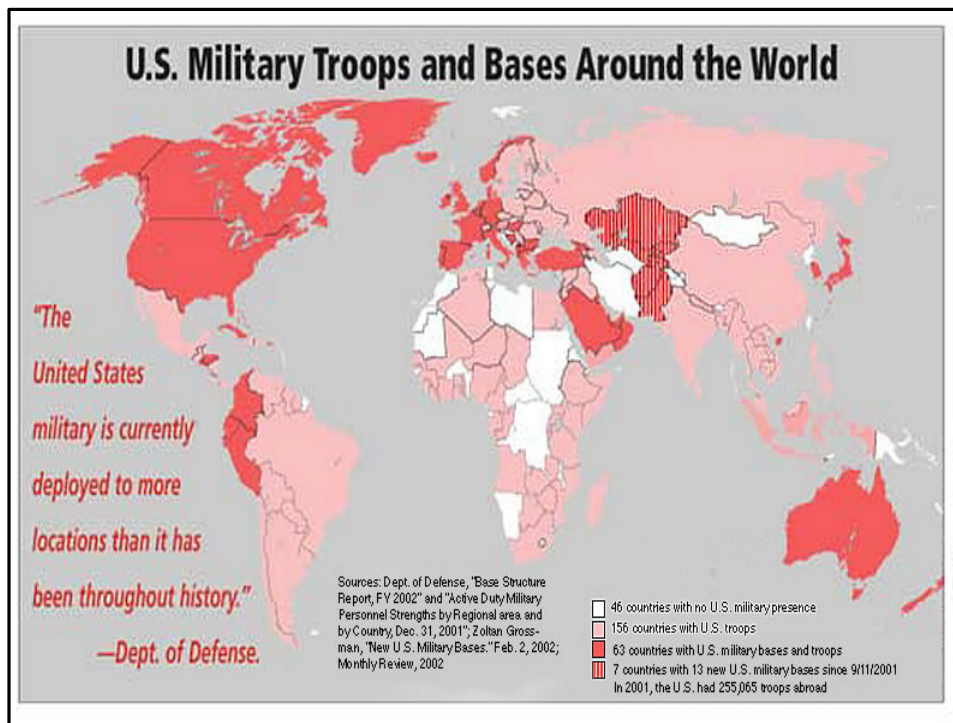 U.S. Military Troops and Bases Around the World
"The
United States
military is currently
deployed to more
locations than it has
been throughout history."
—Dept. of Defense.
Sources: Dept. of Defense, "Base Structure
Report, FY 2002" and "Active Duty Military
Personnel Strengths by Regional area and
by Country, Dec. 31, 2001"; Zoltan Gross-
man, "New U.S. Military Bases." Feb. 2, 2002;
Monthly Review, 2002
46 countries with no U.S. military presence
156 countries with U.S. troops
63 countries with U.S. military bases and troops
7 countries with 13 new U.S. military bases since 9/11/2001
In 2001, the U.S. had 255,065 troops abroad